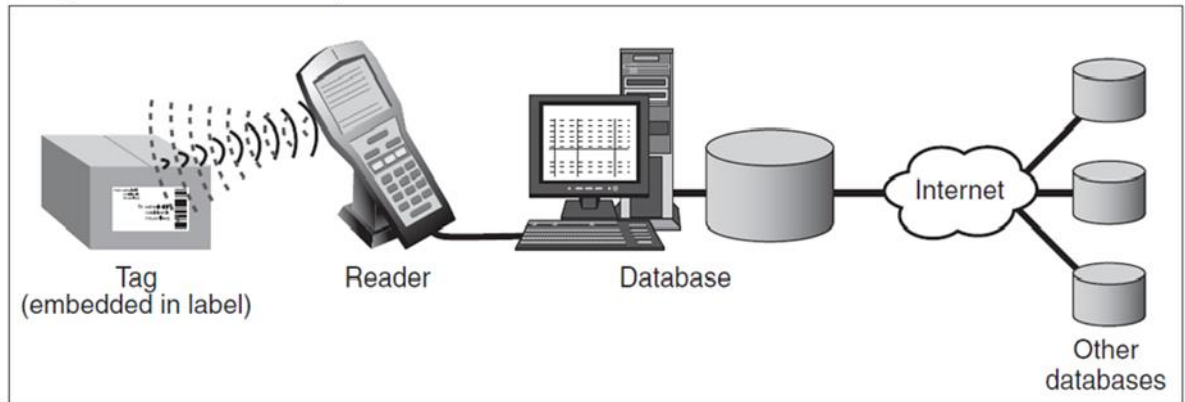 Tag
(embedded in label)
Reader
Database
Internet
Other
databases